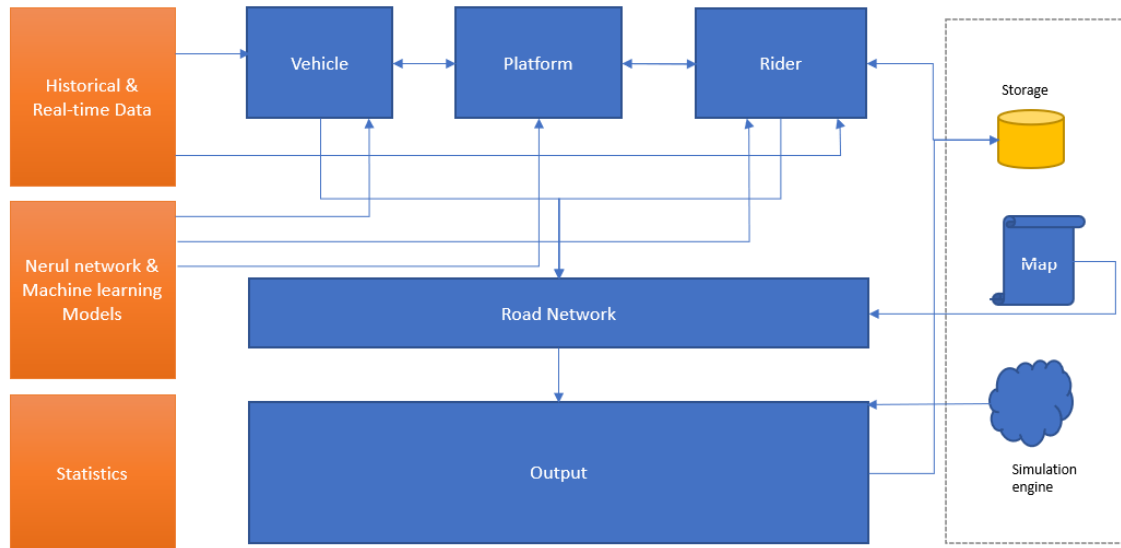 Historical &
Real-time Data
Vehicle
Platform
Rider
Storage
Nerul network &
Machine learning
Models
Map
Road Network
Statistics
Output
Simulation
engine